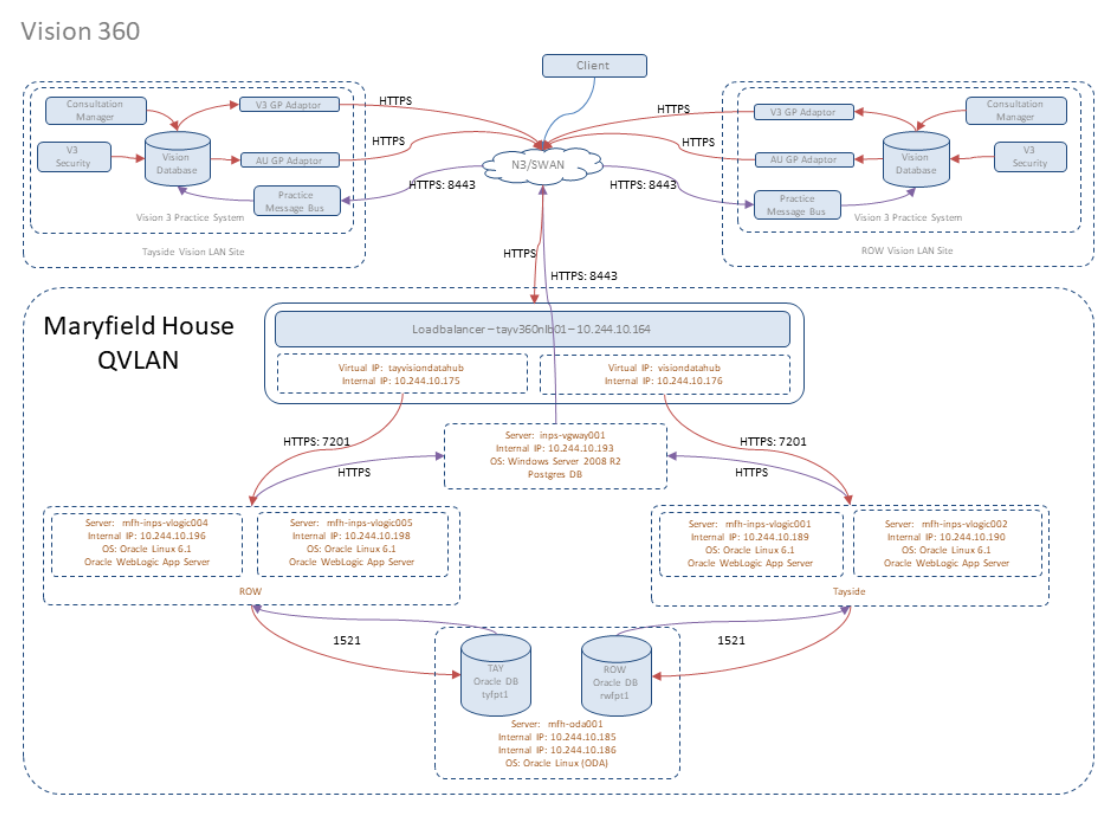 Vision 360
Client
Consultation
Manager
V3 GP Adaptor
HTTPS
V3
Security
Vision
Database
AU GP Adaptor
HTTPS
Practice
Message Bus
HTTPS: 8443
Vision 3 Practice System
Tayside Vision LAN Site
N3/SWAN
HTTPS
V3 GP Adaptor
Consultation
Manager
HTTPS
AU GP Adaptor
Vision
Database
V3
Security
HTTPS: 8443
Practice
Message Bus
Vision 3 Practice System
ROW Vision LAN Site
HTTPS
HTTPS: 8443
Maryfield House
QVLAN
Loadbalancer – tayv360nlb01 – 10.244.10.164
Virtual IP: tayvisiondatahub
Internal IP: 10.244.10.175
Virtual IP: visiondatahub
Internal IP: 10.244.10.176
HTTPS: 7201
HTTPS
Server: inps-vgway001
Internal IP: 10.244.10.193
OS: Windows Server 2008 R2
Postgres DB
HTTPS: 7201
HTTPS
Server: mfh-inps-vlogic004
Internal IP: 10.244.10.196
OS: Oracle Linux 6.1
Oracle WebLogic App Server
Server: mfh-inps-vlogic005
Internal IP: 10.244.10.198
OS: Oracle Linux 6.1
Oracle WebLogic App Server
ROW
Server: mfh-inps-vlogic001
Internal IP: 10.244.10.189
OS: Oracle Linux 6.1
Oracle WebLogic App Server
Server: mfh-inps-vlogic002
Internal IP: 10.244.10.190
OS: Oracle Linux 6.1
Oracle WebLogic App Server
Tayside
1521
1521
TAY
Oracle DB
tyfpt1
ROW
Oracle DB
rwfpt1
Server: mfh-oda001
Internal IP: 10.244.10.185
Internal IP: 10.244.10.186
OS: Oracle Linux (ODA)